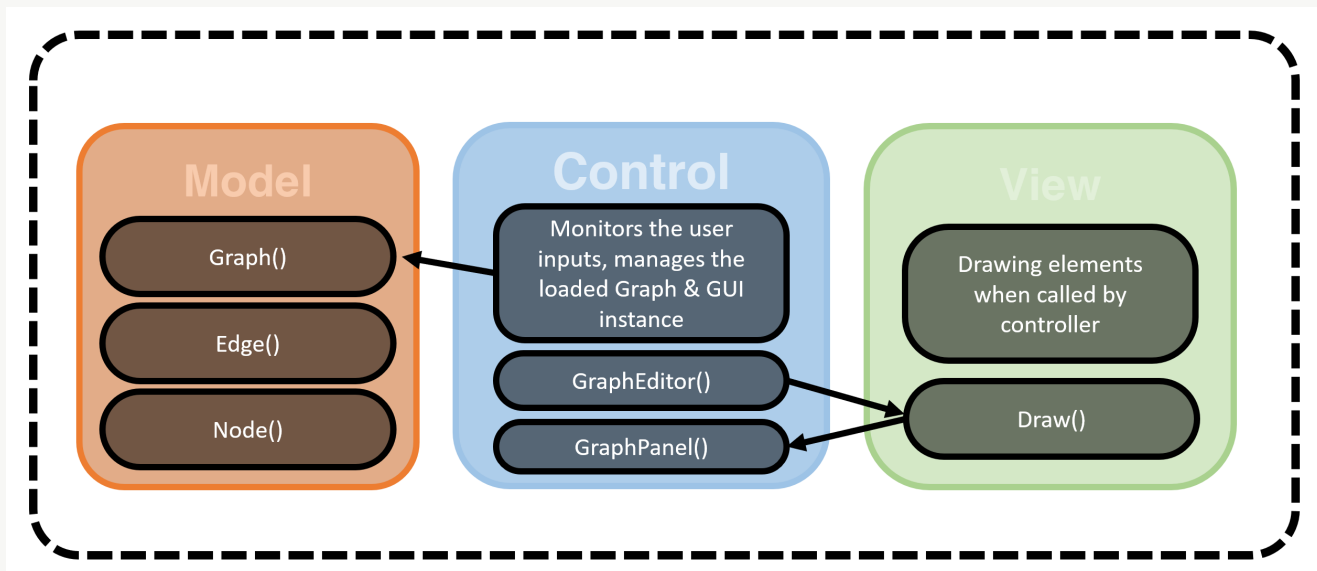 Model
Graph()
Edge()
Node()
Control
Monitors the user
inputs, manages the
loaded Graph & GUI
instance
GraphEditor()
GraphPanel()
View
Drawing elements
when called by
controller
Draw()